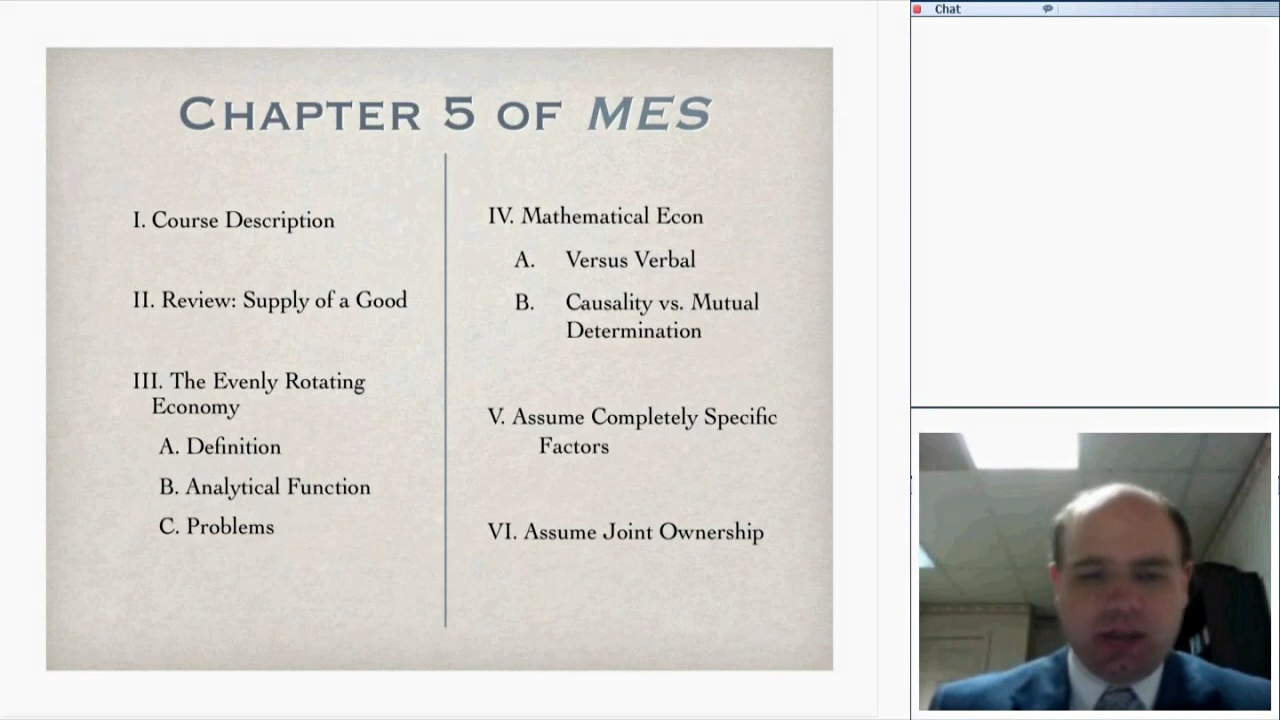 Chapter 5 of MES
I. Course Description
II. Review: Supply of a Good
III. The Evenly Rotating
Economy
A. Definition
B. Analytical Function
C. Problems
IV. Mathematical Econ
A. Versus Verbal
B. Causality vs. Mutual
Determination
V. Assume Completely Specific
Factors
VI. Assume Joint Ownership
Chat